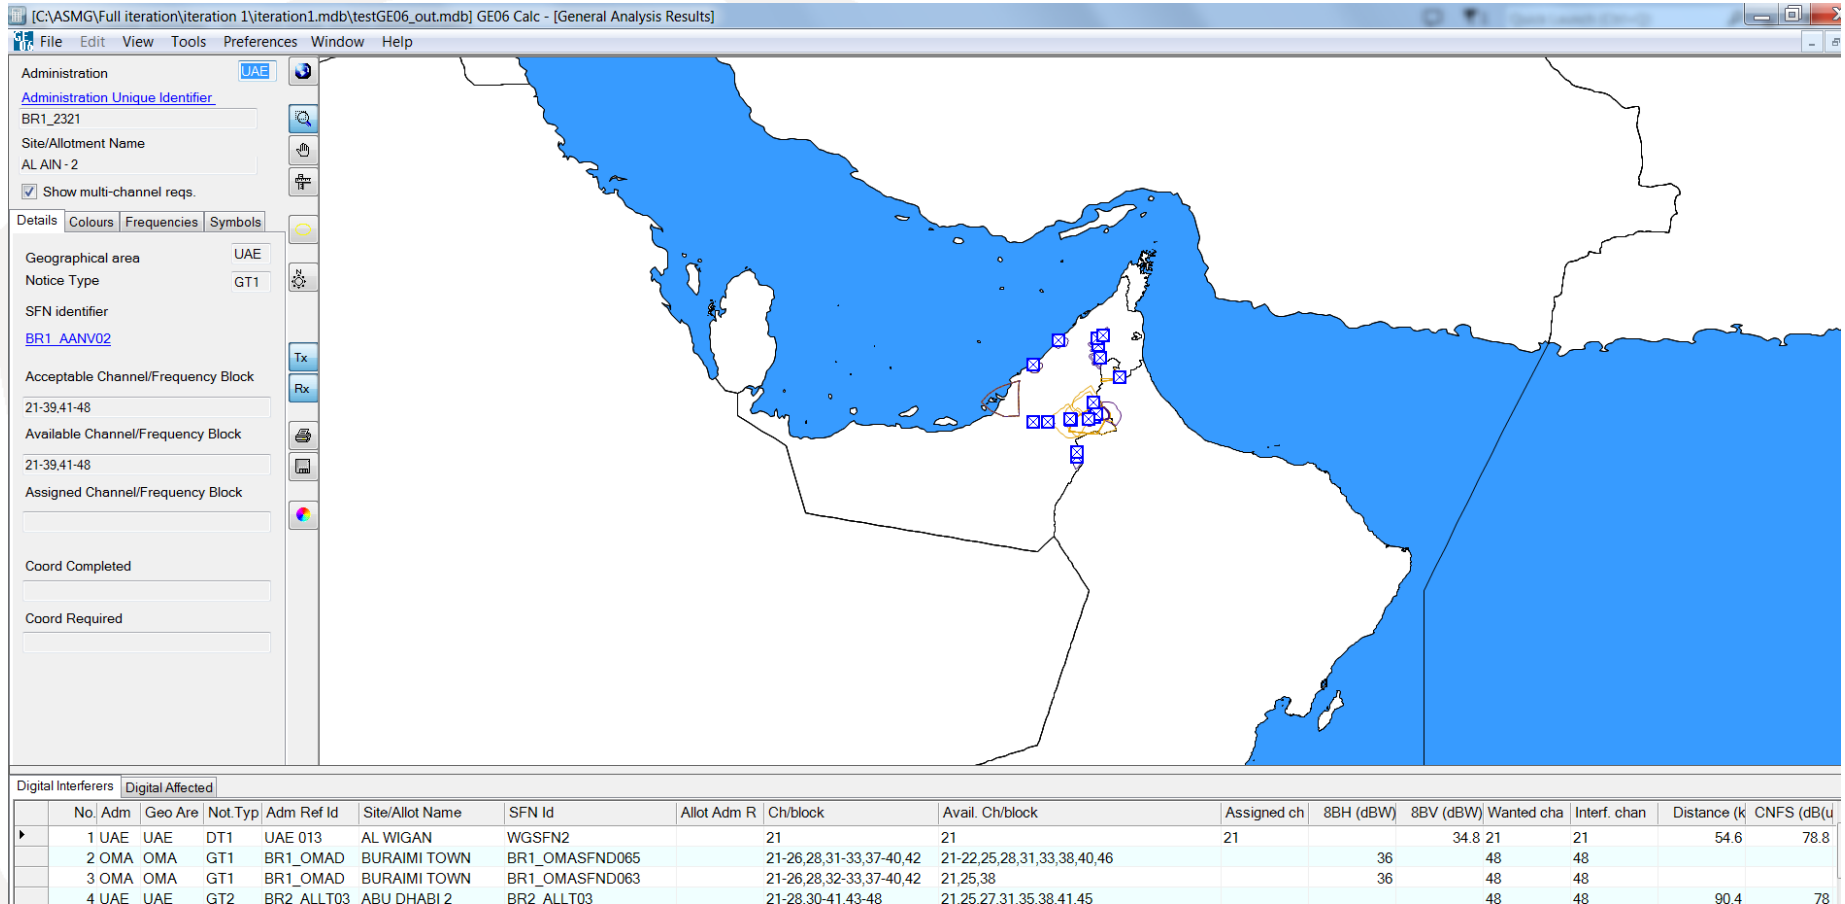 [C:\ASMG\Full iteration\iteration 1\iteration1.mdb\testGE06_out.mdb] GE06 Calc - [General Analysis Results]
File Edit View Tools Preferences Window Help
Administration UAE
Administration Unique Identifier
BR1_2321
Site/Allotment Name
AL AIN - 2
Show multi-channel reqs.
Details Colours Frequencies Symbols
Geographical area UAE
Notice Type GT1
SFN identifier
BR1_AANV02
Acceptable Channel/Frequency Block
21-39,41-48
Available Channel/Frequency Block
21-39,41-48
Assigned Channel/Frequency Block
Coord Completed
Coord Required
Tx
Rx
Digital Interferers Digital Affected
No. Adm Geo Are Not.Typ Adm Ref Id Site/Allot Name SFN Id Allot Adm R Ch/block Avail. Ch/block Assigned ch 8BH (dBW) 8BV (dBW) Wanted cha Interf. chan Distance (k CNFS (dB(u
1 UAE UAE DT1 UAE 013 AL WIGAN WGSFN2 21 21 21 34.8 21 21 54.6 78.8
2 OMA OMA GT1 BR1_OMAD BURAIMI TOWN BR1_OMASFND065 21-26,28,31-33,37-40,42 21-22,25,28,31,33,38,40,46 36 48 48
3 OMA OMA GT1 BR1_OMAD BURAIMI TOWN BR1_OMASFND063 21-26,28,32-33,37-40,42 21,25,38 36 48 48
4 UAE UAE GT2 BR2_ALLT03 ABU DHABI 2 BR2_ALLT03 21-28,30-41,43-48 21,25,27,31,35,38,41,45 48 48 90.4 78